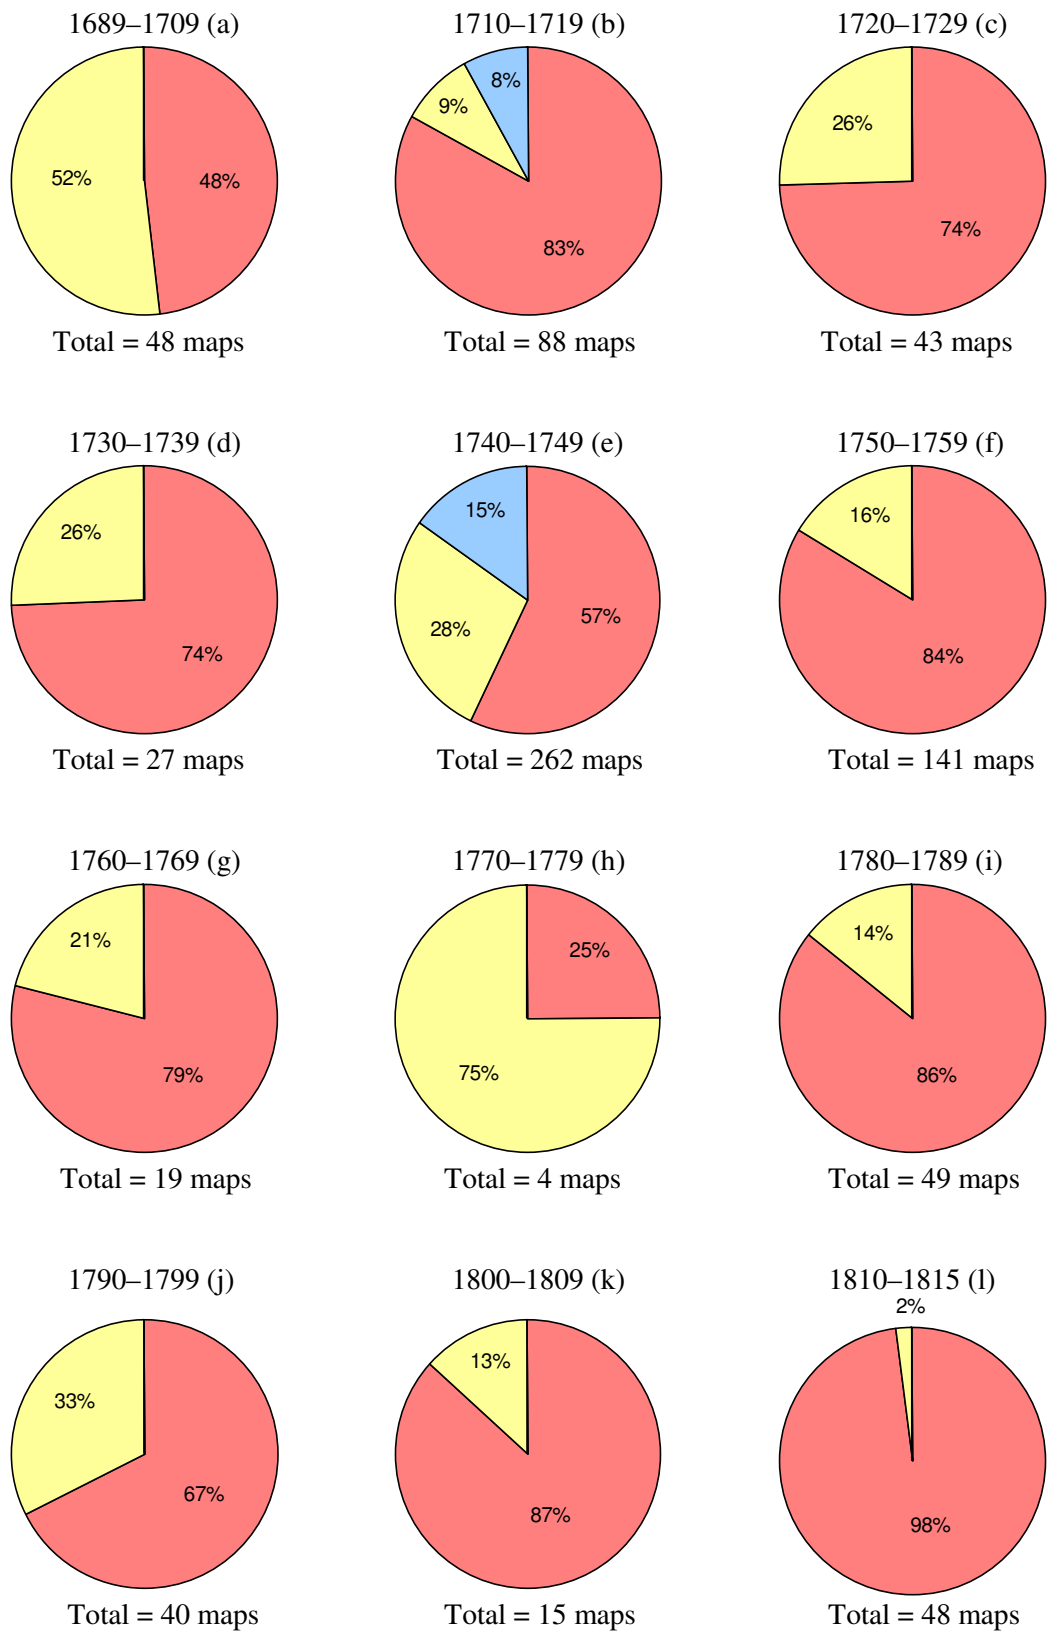 1689–1709 (a)
52%
48%
Total = 48 maps
1710–1719 (b)
8%
9%
83%
Total = 88 maps
1720–1729 (c)
26%
74%
Total = 43 maps
1730–1739 (d)
26%
74%
Total = 27 maps
1740–1749 (e)
15%
57%
28%
Total = 262 maps
1750–1759 (f)
16%
84%
Total = 141 maps
1760–1769 (g)
21%
79%
Total = 19 maps
1770–1779 (h)
25%
75%
Total = 4 maps
1780–1789 (i)
14%
86%
Total = 49 maps
1790–1799 (j)
33%
67%
Total = 40 maps
1800–1809 (k)
13%
87%
Total = 15 maps
1810–1815 (l)
2%
98%
Total = 48 maps